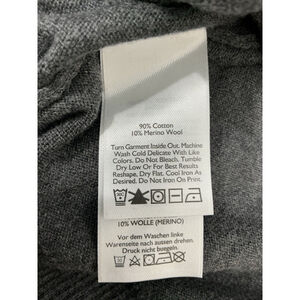 90% Cotton
10% Merino Wool
Turn Garment Inside Out. Machine
Wash Cold Delicate With Like
Colors. Do Not Bleach. Tumble
Dry Low Or For Best Results
Reshape, Dry Flat. Cool Iron As
Desired. Do Not Iron On Print.
10% WOLLE (MERINO)
Vor dem Waschen linke
Warenseite nach aussen drehen.
Druck nicht buegeln.